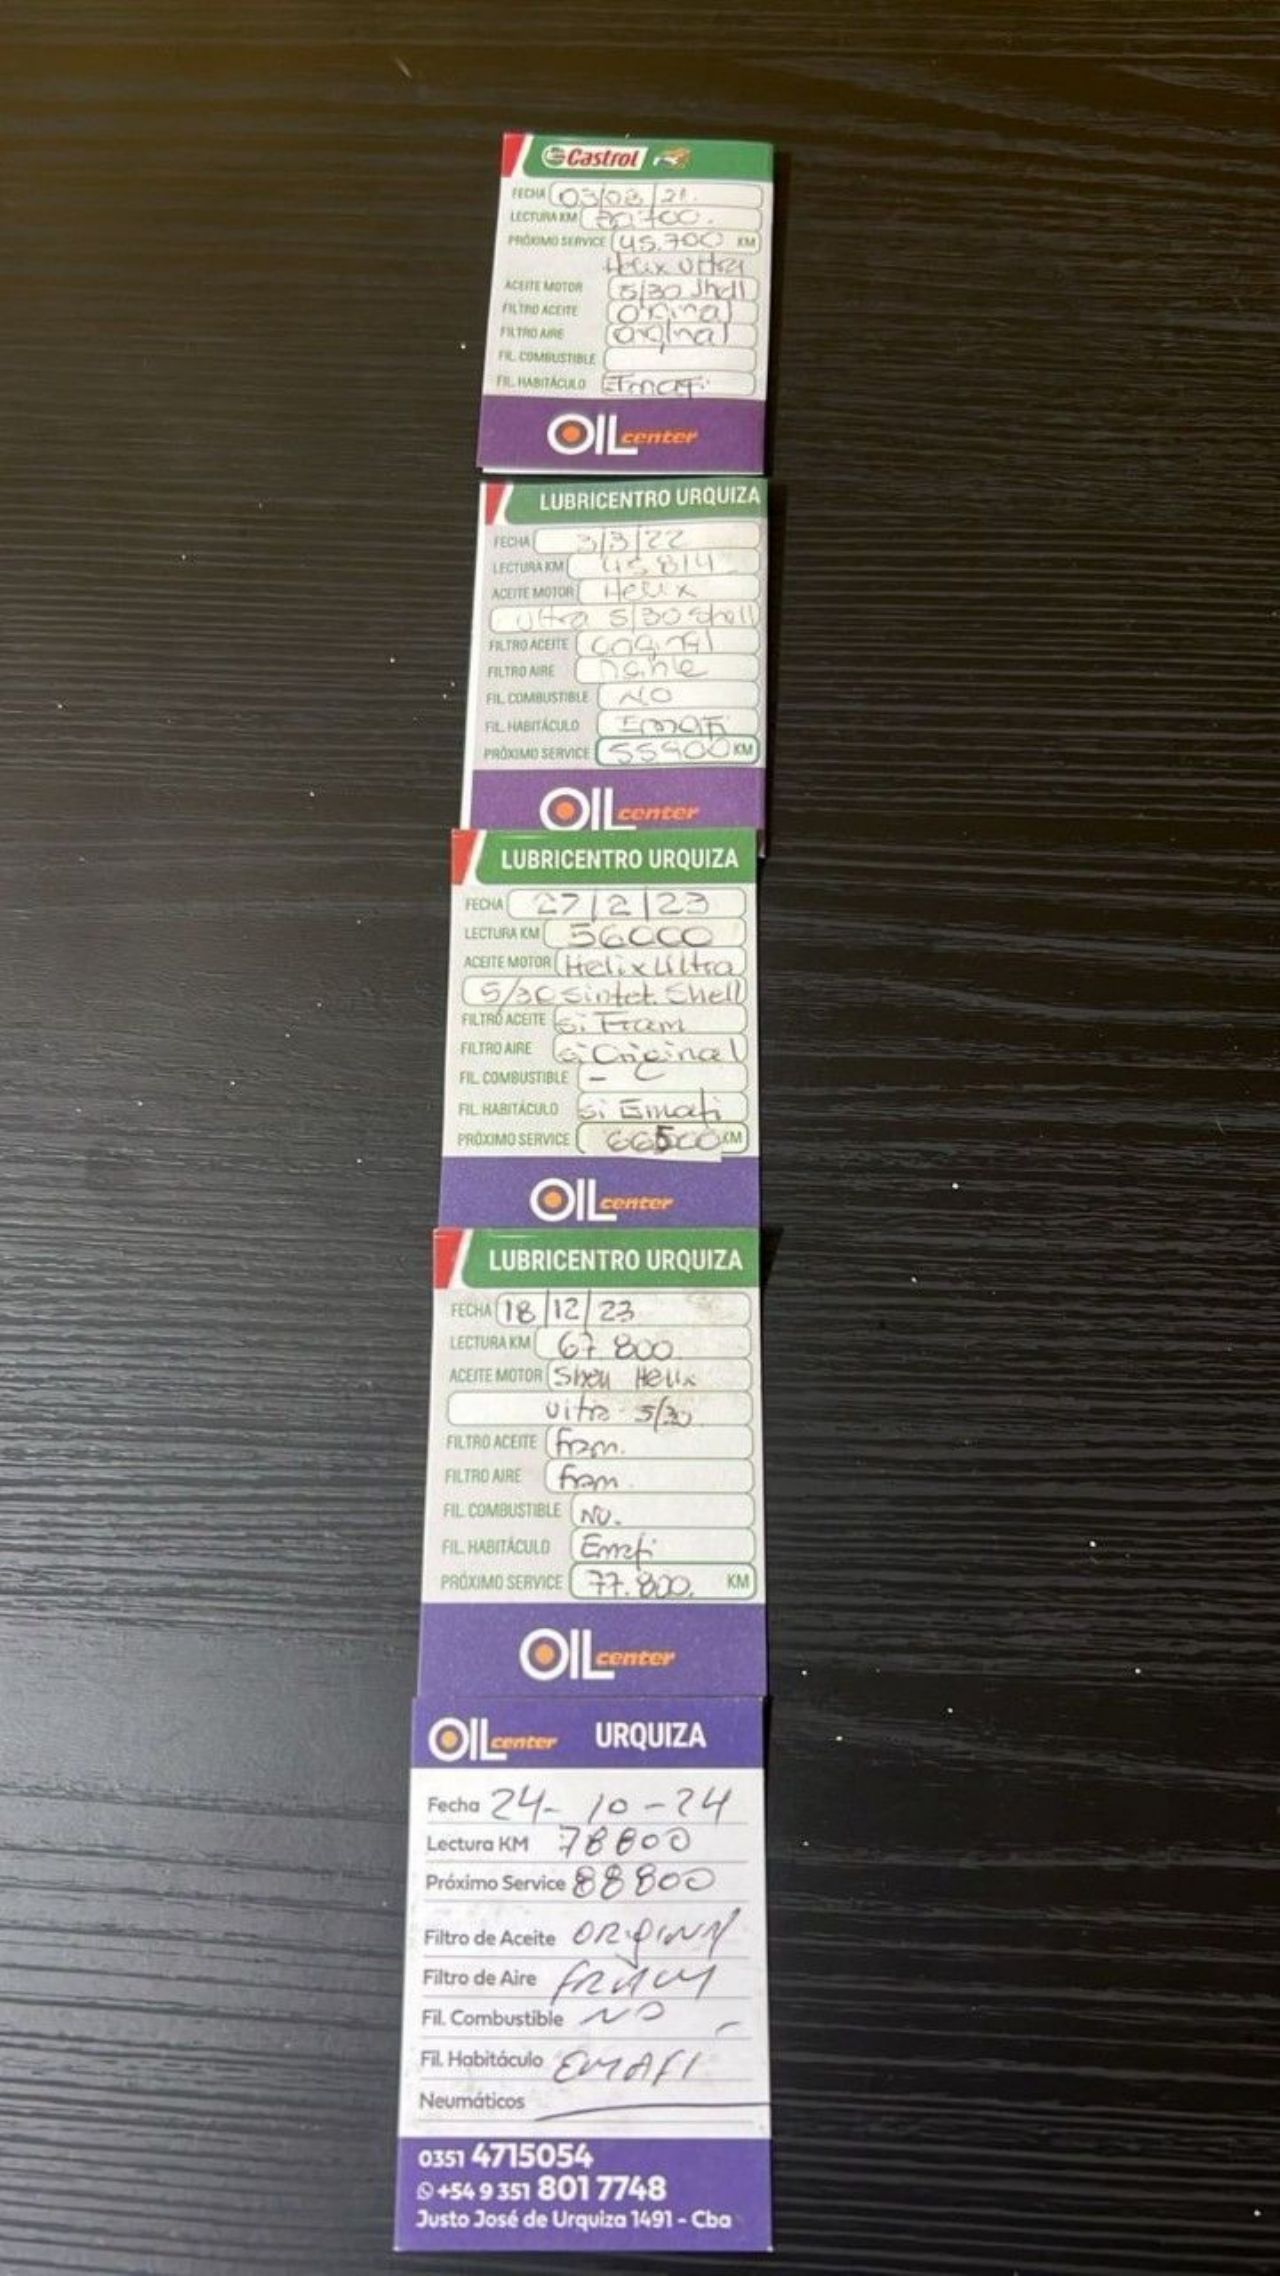 Castrol
FECHA 03/03/21.
LECTURA KM
PRÓXIMO SERVICE 45.700 KM
Helix Ultra
ACEITE MOTOR 5/30 Shell
FILTRO ACEITE Original
FILTRO AIRE Original
FIL. COMBUSTIBLE
FIL. HABITÁCULO Emafi
OIL center
LUBRICENTRO URQUIZA
FECHA 3/3/22
LECTURA KM 45814
ACEITE MOTOR Helix
Ultra 5/30 Shell
FILTRO ACEITE
FILTRO AIRE
FIL. COMBUSTIBLE NO
FIL. HABITÁCULO Emafi
PRÓXIMO SERVICE 55900 KM
OIL center
LUBRICENTRO URQUIZA
FECHA 27/2/23
LECTURA KM 56000
ACEITE MOTOR Helix Ultra
5/30 Sintet. Shell
FILTRO ACEITE si Fram
FILTRO AIRE si Original
FIL. COMBUSTIBLE -
FIL. HABITÁCULO si Emafi
PRÓXIMO SERVICE 66500 KM
OIL center
LUBRICENTRO URQUIZA
FECHA 18/12/23
LECTURA KM 67.800
ACEITE MOTOR Shell Helix
Ultra 5/30
FILTRO ACEITE Fram.
FILTRO AIRE Fram
FIL. COMBUSTIBLE NO.
FIL. HABITÁCULO Emafi
PRÓXIMO SERVICE 77.800. KM
OIL center
OIL center URQUIZA
Fecha 24-10-24
Lectura KM 78800
Próximo Service 88800
Filtro de Aceite ORIGINAL
Filtro de Aire FRAM
Fil. Combustible NO
Fil. Habitáculo EMAFI
Neumáticos
0351 4715054
+54 9 351 801 7748
Justo José de Urquiza 1491 - Cba